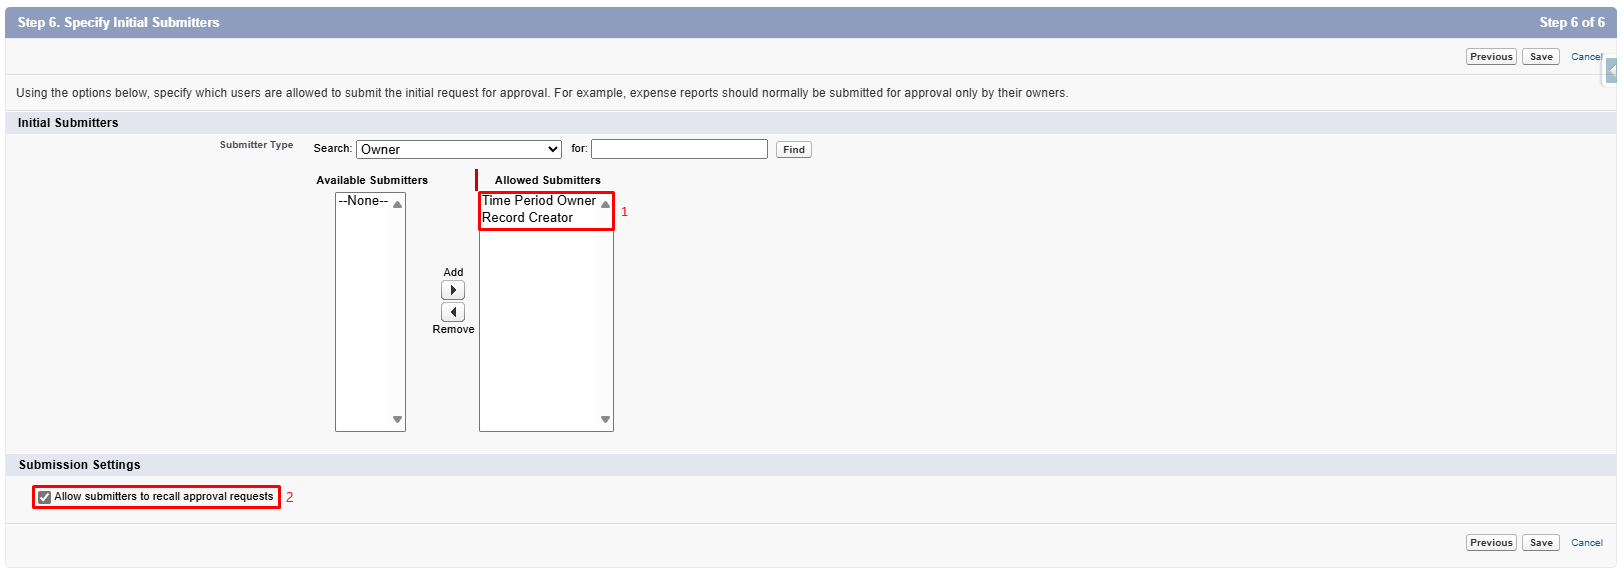 Step 6. Specify Initial Submitters Step 6 of 6
Previous Save Cancel
Using the options below, specify which users are allowed to submit the initial request for approval. For example, expense reports should normally be submitted for approval only by their owners.
Initial Submitters
Submitter Type Search: Owner for: Find
Available Submitters Allowed Submitters
--None-- Time Period Owner
Record Creator 1
Add
Remove
Submission Settings
Allow submitters to recall approval requests 2
Previous Save Cancel